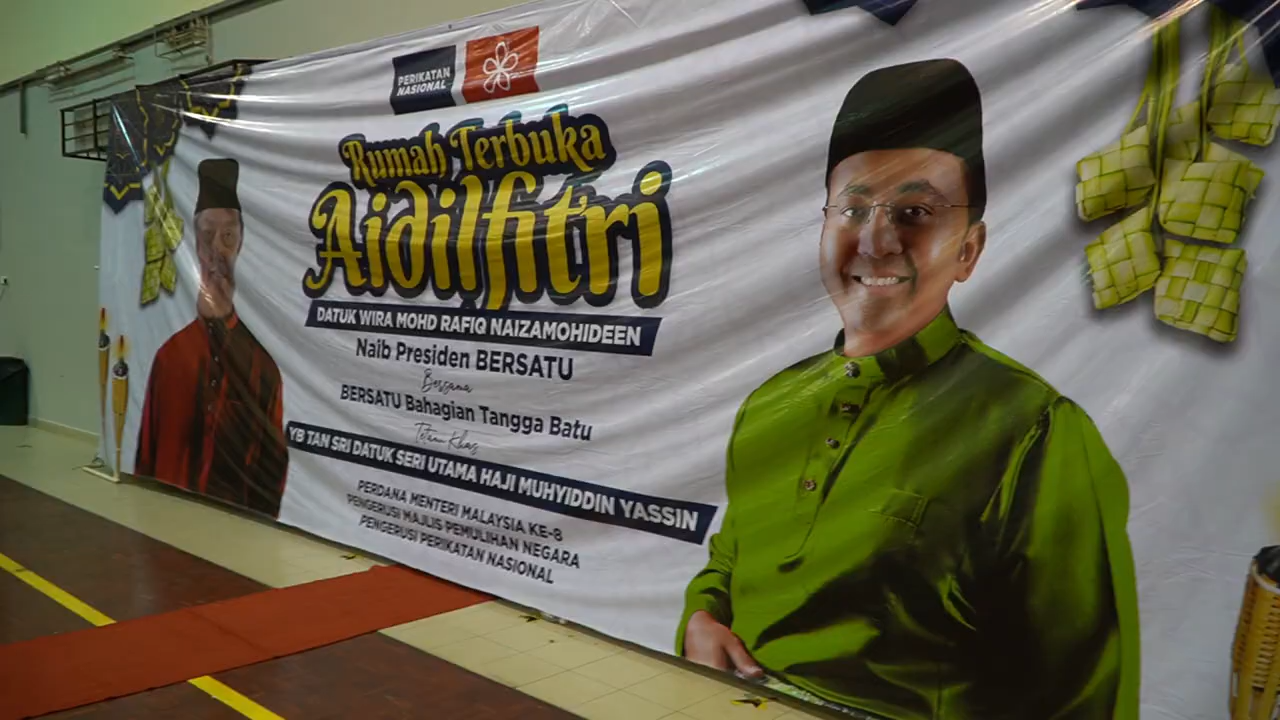 PERIKATAN
NASIONAL
Rumah Terbuka
Aidilfitri
DATUK WIRA MOHD RAFIQ NAIZAMOHIDEEN
Naib Presiden BERSATU
Bersama
BERSATU Bahagian Tangga Batu
Tetamu Khas
YB TAN SRI DATUK SERI UTAMA HAJI MUHYIDDIN YASSIN
PERDANA MENTERI MALAYSIA KE-8
PENGERUSI MAJLIS PEMULIHAN NEGARA
PENGERUSI PERIKATAN NASIONAL